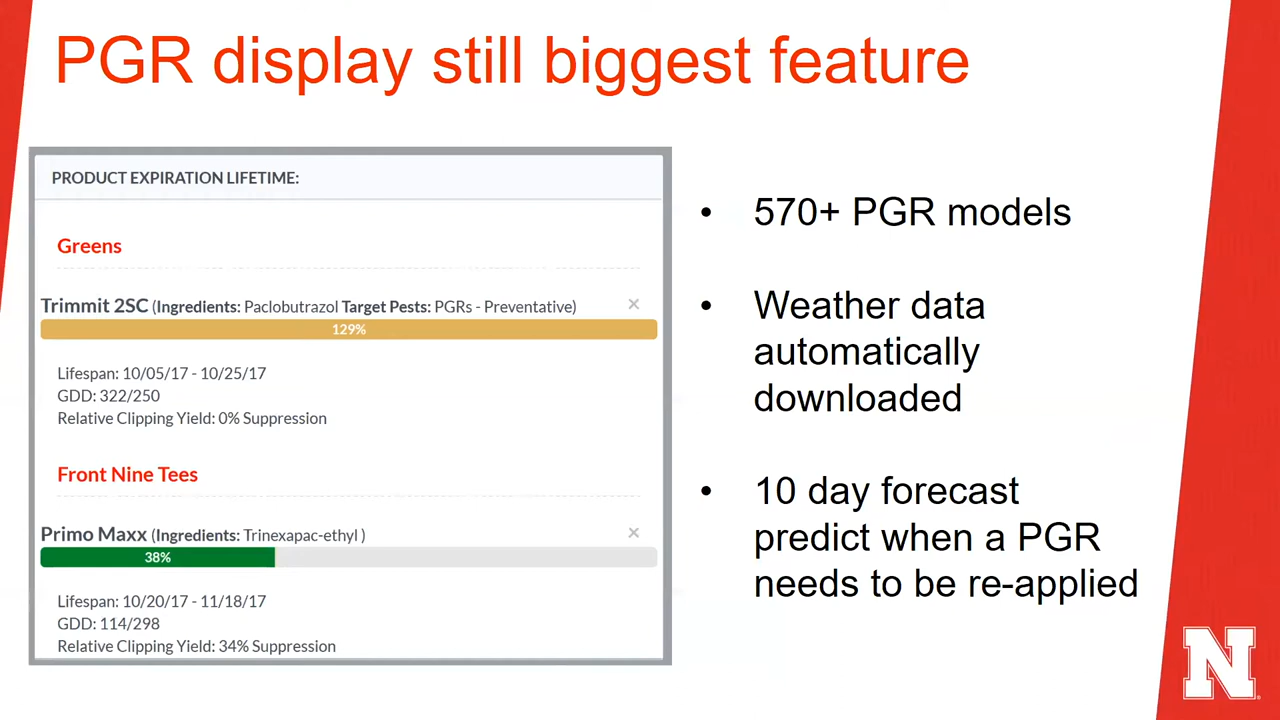 PGR display still biggest feature
PRODUCT EXPIRATION LIFETIME:
Greens
Trimmit 2SC (Ingredients: Paclobutrazol Target Pests: PGRs - Preventative) ×
129%
Lifespan: 10/05/17 - 10/25/17
GDD: 322/250
Relative Clipping Yield: 0% Suppression
Front Nine Tees
Primo Maxx (Ingredients: Trinexapac-ethyl ) ×
38%
Lifespan: 10/20/17 - 11/18/17
GDD: 114/298
Relative Clipping Yield: 34% Suppression
• 570+ PGR models
• Weather data
automatically
downloaded
• 10 day forecast
predict when a PGR
needs to be re-applied
N